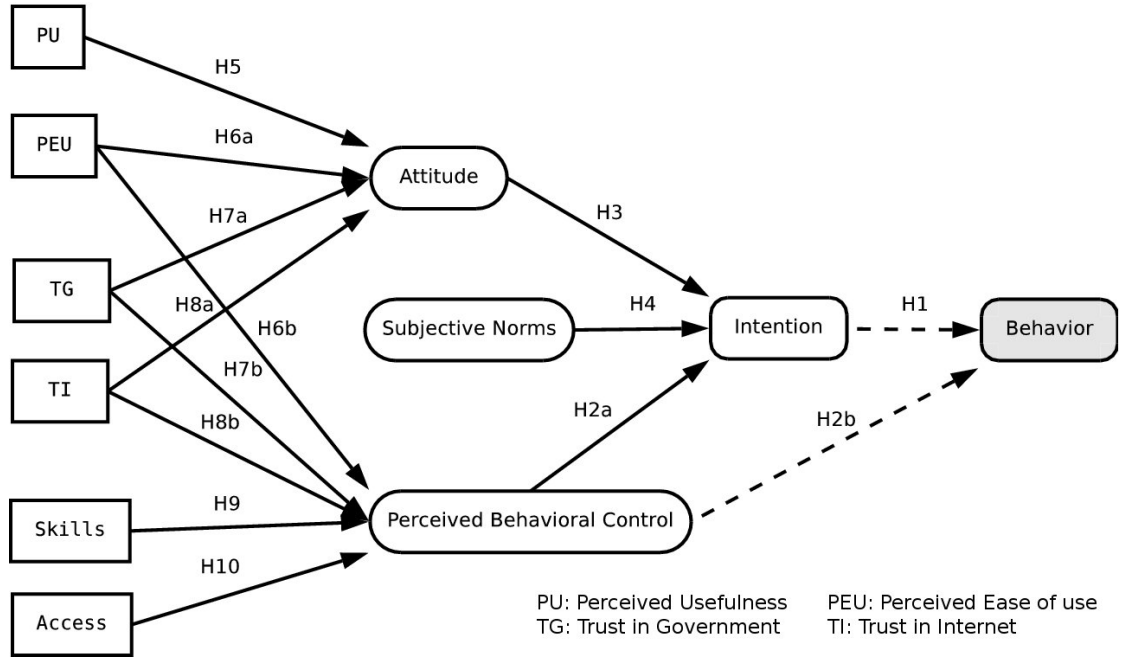 PU
H5
PEU
H6a
Attitude
H7a
H3
TG
H8a
Subjective Norms
H4
Intention
H1
Behavior
H6b
H7b
TI
H8b
H2a
H2b
H9
Skills
Perceived Behavioral Control
H10
Access
PU: Perceived Usefulness PEU: Perceived Ease of use
TG: Trust in Government TI: Trust in Internet